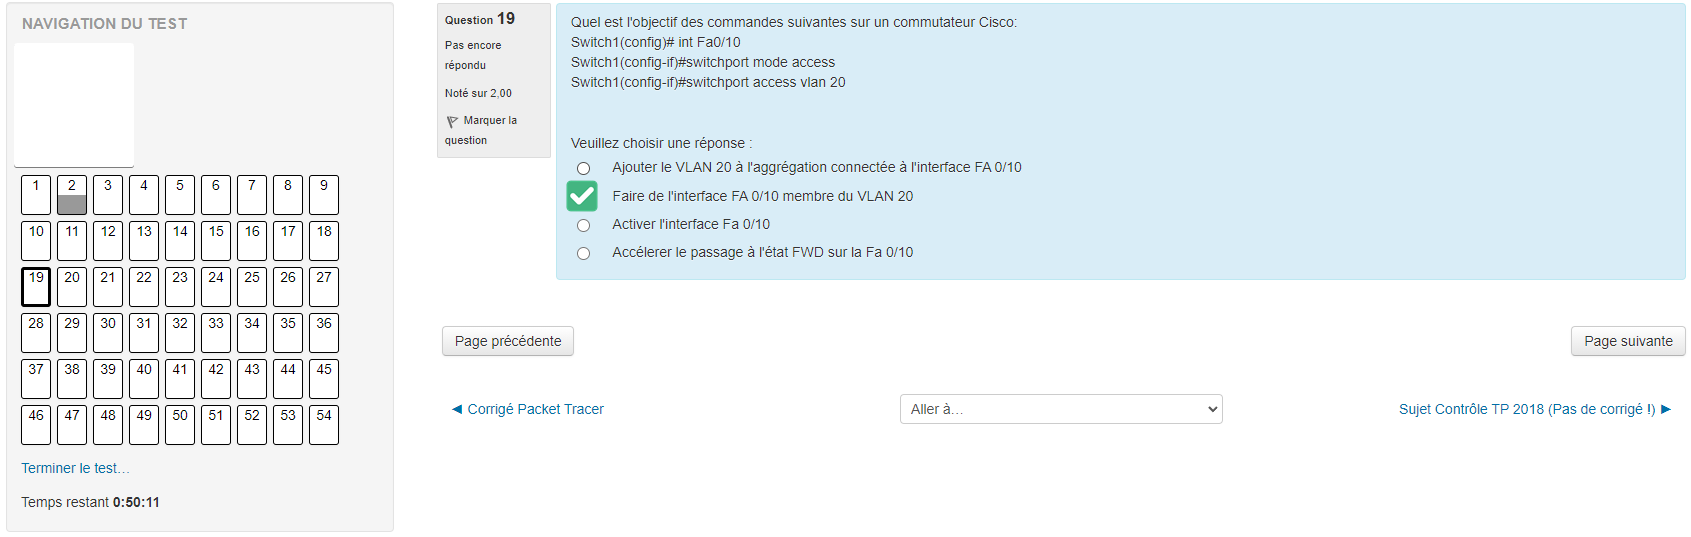 NAVIGATION DU TEST
1 2 3 4 5 6 7 8 9
10 11 12 13 14 15 16 17 18
19 20 21 22 23 24 25 26 27
28 29 30 31 32 33 34 35 36
37 38 39 40 41 42 43 44 45
46 47 48 49 50 51 52 53 54
Terminer le test…
Temps restant 0:50:11
Question 19
Pas encore
répondu
Noté sur 2,00
Marquer la
question
Quel est l'objectif des commandes suivantes sur un commutateur Cisco:
Switch1(config)# int Fa0/10
Switch1(config-if)#switchport mode access
Switch1(config-if)#switchport access vlan 20
Veuillez choisir une réponse :
Ajouter le VLAN 20 à l'aggrégation connectée à l'interface FA 0/10
Faire de l'interface FA 0/10 membre du VLAN 20
Activer l'interface Fa 0/10
Accélerer le passage à l'état FWD sur la Fa 0/10
Page précédente
Page suivante
◀ Corrigé Packet Tracer
Aller à…
Sujet Contrôle TP 2018 (Pas de corrigé !) ▶